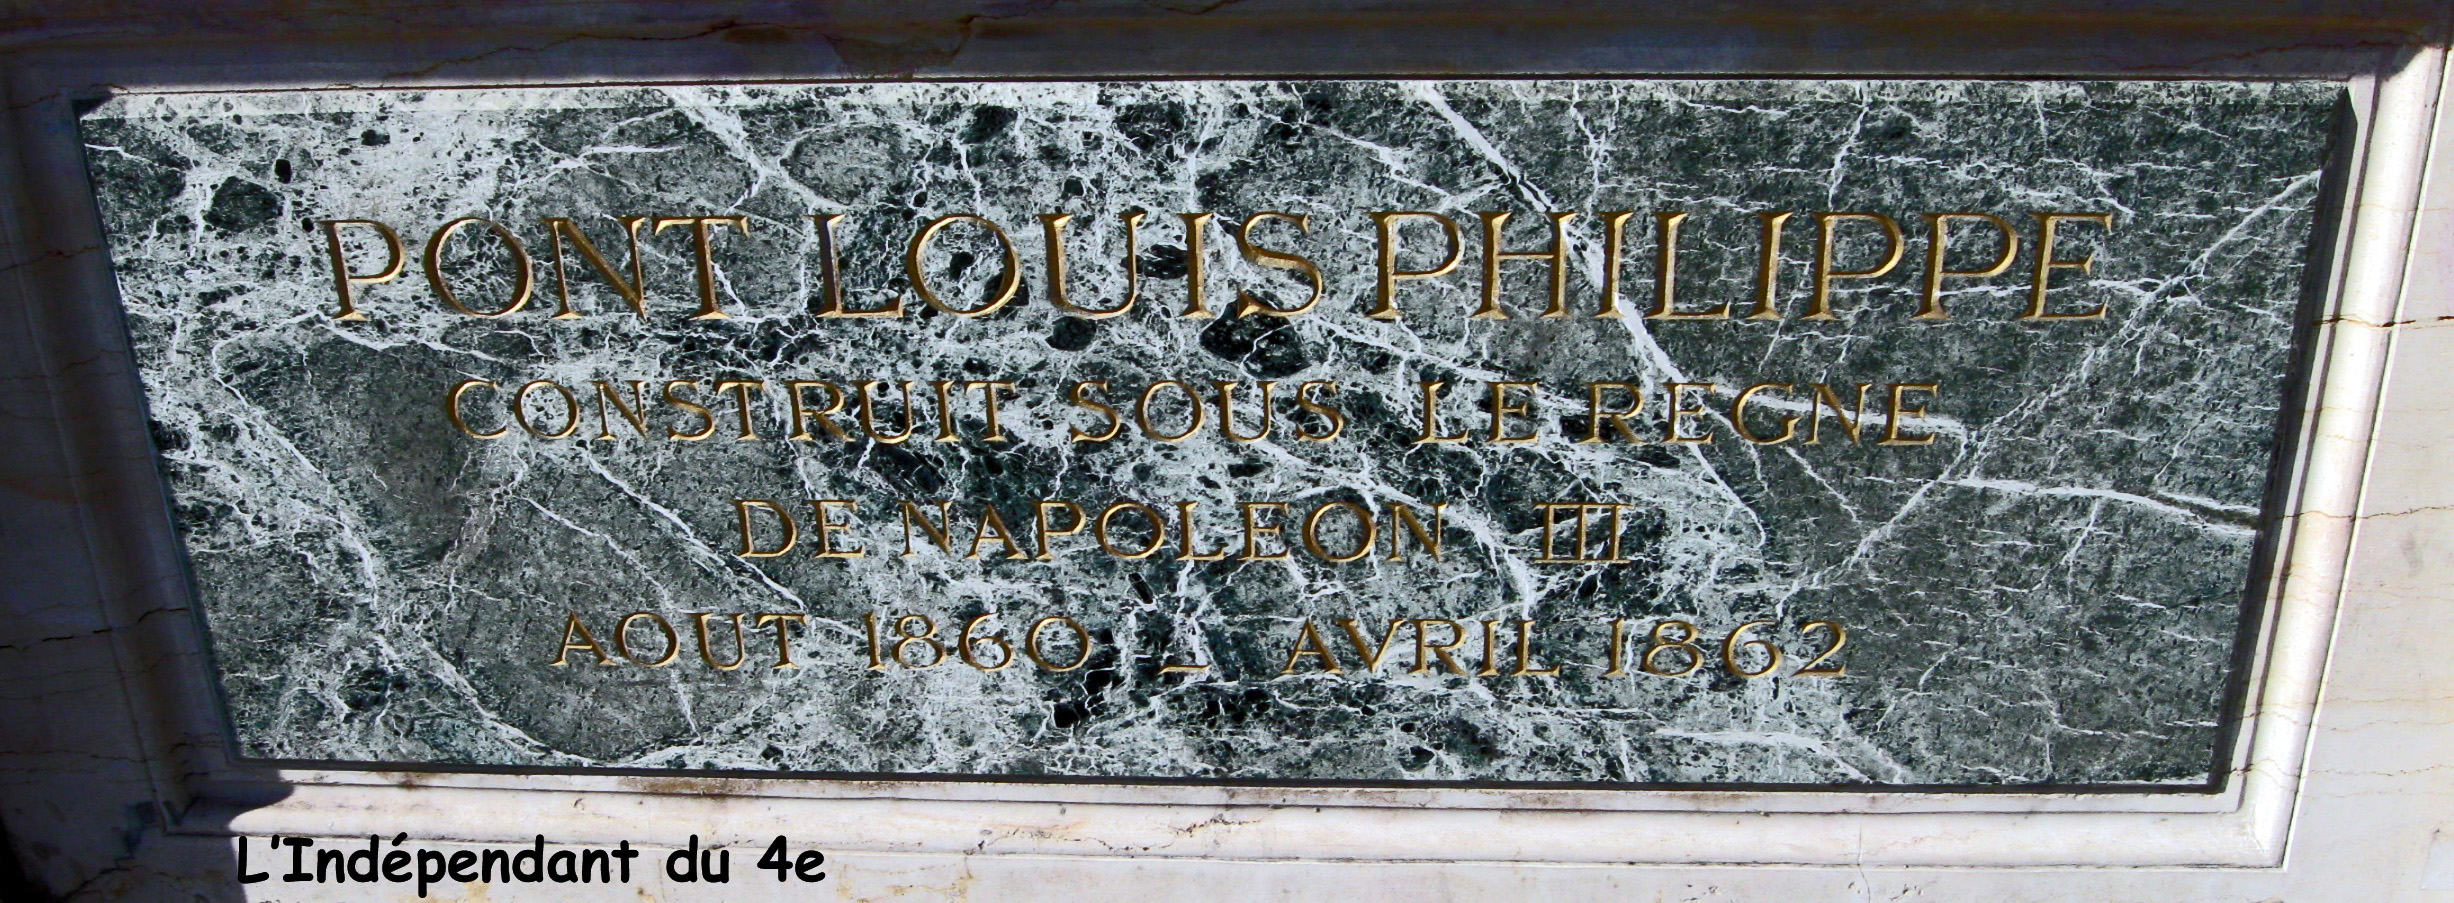 PONT LOUIS PHILIPPE
CONSTRUIT SOUS LE REGNE
DE NAPOLEON III
AOUT 1860 _ AVRIL 1862
L'Indépendant du 4e